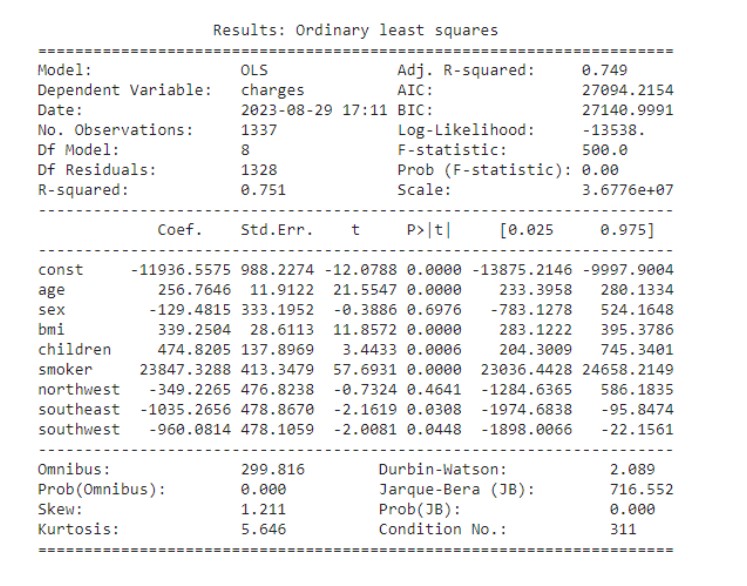 Results: Ordinary least squares
=====================================================================
Model: OLS Adj. R-squared: 0.749
Dependent Variable: charges AIC: 27094.2154
Date: 2023-08-29 17:11 BIC: 27140.9991
No. Observations: 1337 Log-Likelihood: -13538.
Df Model: 8 F-statistic: 500.0
Df Residuals: 1328 Prob (F-statistic): 0.00
R-squared: 0.751 Scale: 3.6776e+07
---------------------------------------------------------------------
Coef. Std.Err. t P>|t| [0.025 0.975]
---------------------------------------------------------------------
const -11936.5575 988.2274 -12.0788 0.0000 -13875.2146 -9997.9004
age 256.7646 11.9122 21.5547 0.0000 233.3958 280.1334
sex -129.4815 333.1952 -0.3886 0.6976 -783.1278 524.1648
bmi 339.2504 28.6113 11.8572 0.0000 283.1222 395.3786
children 474.8205 137.8969 3.4433 0.0006 204.3009 745.3401
smoker 23847.3288 413.3479 57.6931 0.0000 23036.4428 24658.2149
northwest -349.2265 476.8238 -0.7324 0.4641 -1284.6365 586.1835
southeast -1035.2656 478.8670 -2.1619 0.0308 -1974.6838 -95.8474
southwest -960.0814 478.1059 -2.0081 0.0448 -1898.0066 -22.1561
---------------------------------------------------------------------
Omnibus: 299.816 Durbin-Watson: 2.089
Prob(Omnibus): 0.000 Jarque-Bera (JB): 716.552
Skew: 1.211 Prob(JB): 0.000
Kurtosis: 5.646 Condition No.: 311
=====================================================================